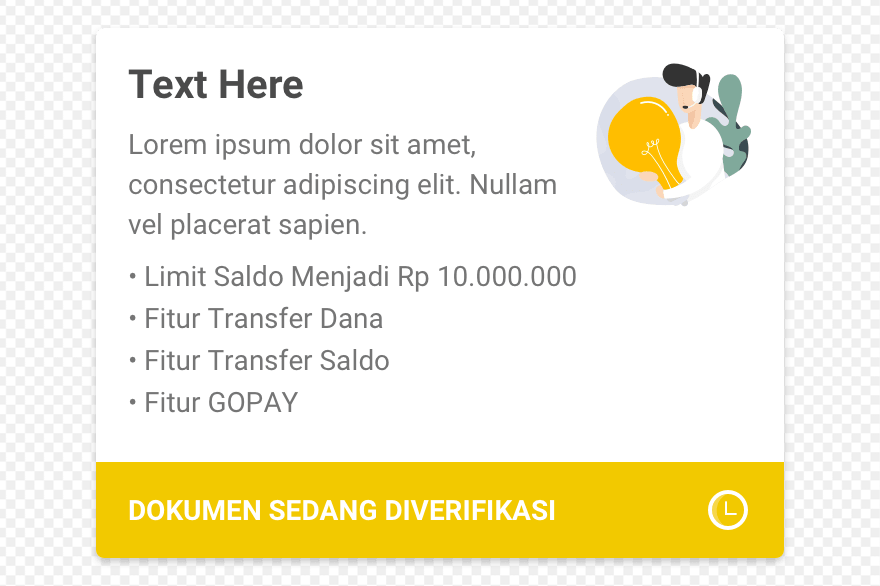 Text Here
Lorem ipsum dolor sit amet,
consectetur adipiscing elit. Nullam
vel placerat sapien.
• Limit Saldo Menjadi Rp 10.000.000
• Fitur Transfer Dana
• Fitur Transfer Saldo
• Fitur GOPAY
DOKUMEN SEDANG DIVERIFIKASI